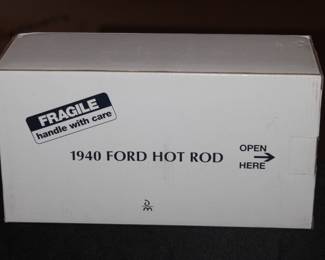 FRAGILE
handle with care
1940 FORD HOT ROD
OPEN
HERE